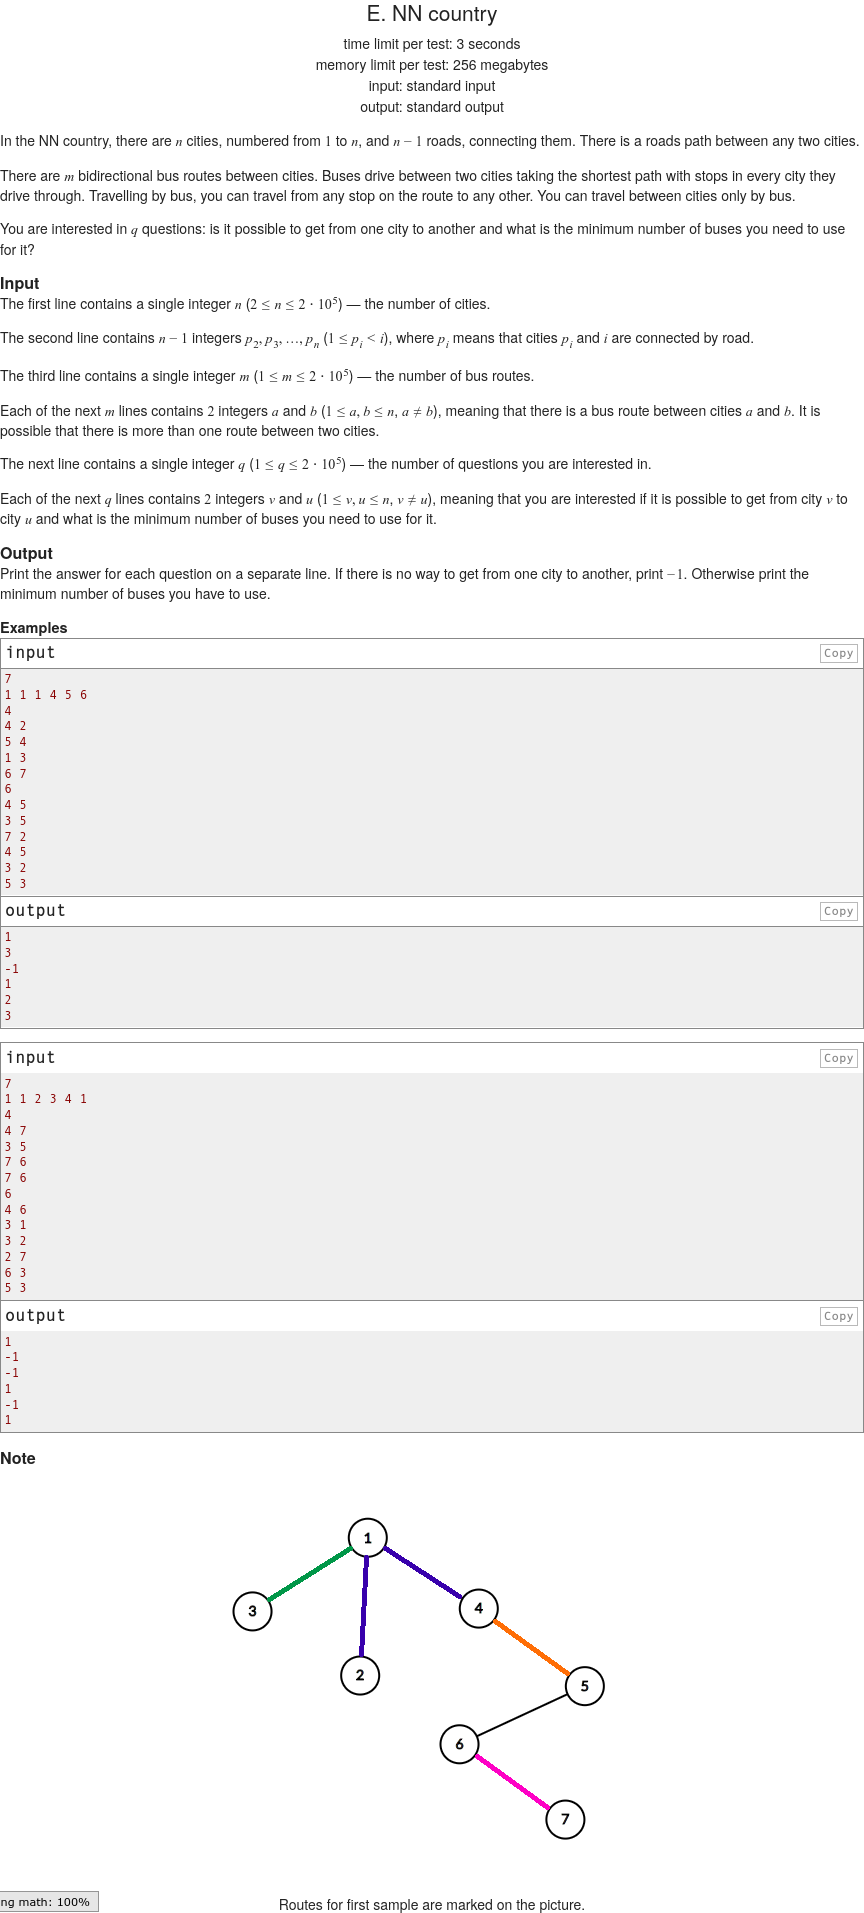 E. NN country
time limit per test: 3 seconds
memory limit per test: 256 megabytes
input: standard input
output: standard output
In the NN country, there are n cities, numbered from 1 to n, and n − 1 roads, connecting them. There is a roads path between any two cities.
There are m bidirectional bus routes between cities. Buses drive between two cities taking the shortest path with stops in every city they
drive through. Travelling by bus, you can travel from any stop on the route to any other. You can travel between cities only by bus.
You are interested in q questions: is it possible to get from one city to another and what is the minimum number of buses you need to use
for it?
Input
The first line contains a single integer n (2 ≤ n ≤ 2 · 10^5) — the number of cities.
The second line contains n − 1 integers p_2, p_3, ..., p_n (1 ≤ p_i < i), where p_i means that cities p_i and i are connected by road.
The third line contains a single integer m (1 ≤ m ≤ 2 · 10^5) — the number of bus routes.
Each of the next m lines contains 2 integers a and b (1 ≤ a, b ≤ n, a ≠ b), meaning that there is a bus route between cities a and b. It is
possible that there is more than one route between two cities.
The next line contains a single integer q (1 ≤ q ≤ 2 · 10^5) — the number of questions you are interested in.
Each of the next q lines contains 2 integers v and u (1 ≤ v, u ≤ n, v ≠ u), meaning that you are interested if it is possible to get from city v to
city u and what is the minimum number of buses you need to use for it.
Output
Print the answer for each question on a separate line. If there is no way to get from one city to another, print −1. Otherwise print the
minimum number of buses you have to use.
Examples
input Copy
7
1 1 1 4 5 6
4
4 2
5 4
1 3
6 7
6
4 5
3 5
7 2
4 5
3 2
5 3
output Copy
1
3
-1
1
2
3
input Copy
7
1 1 2 3 4 1
4
4 7
3 5
7 6
7 6
6
4 6
3 1
3 2
2 7
6 3
5 3
output Copy
1
-1
-1
1
-1
1
Note
1
3
4
2
5
6
7
ng math: 100%
Routes for first sample are marked on the picture.